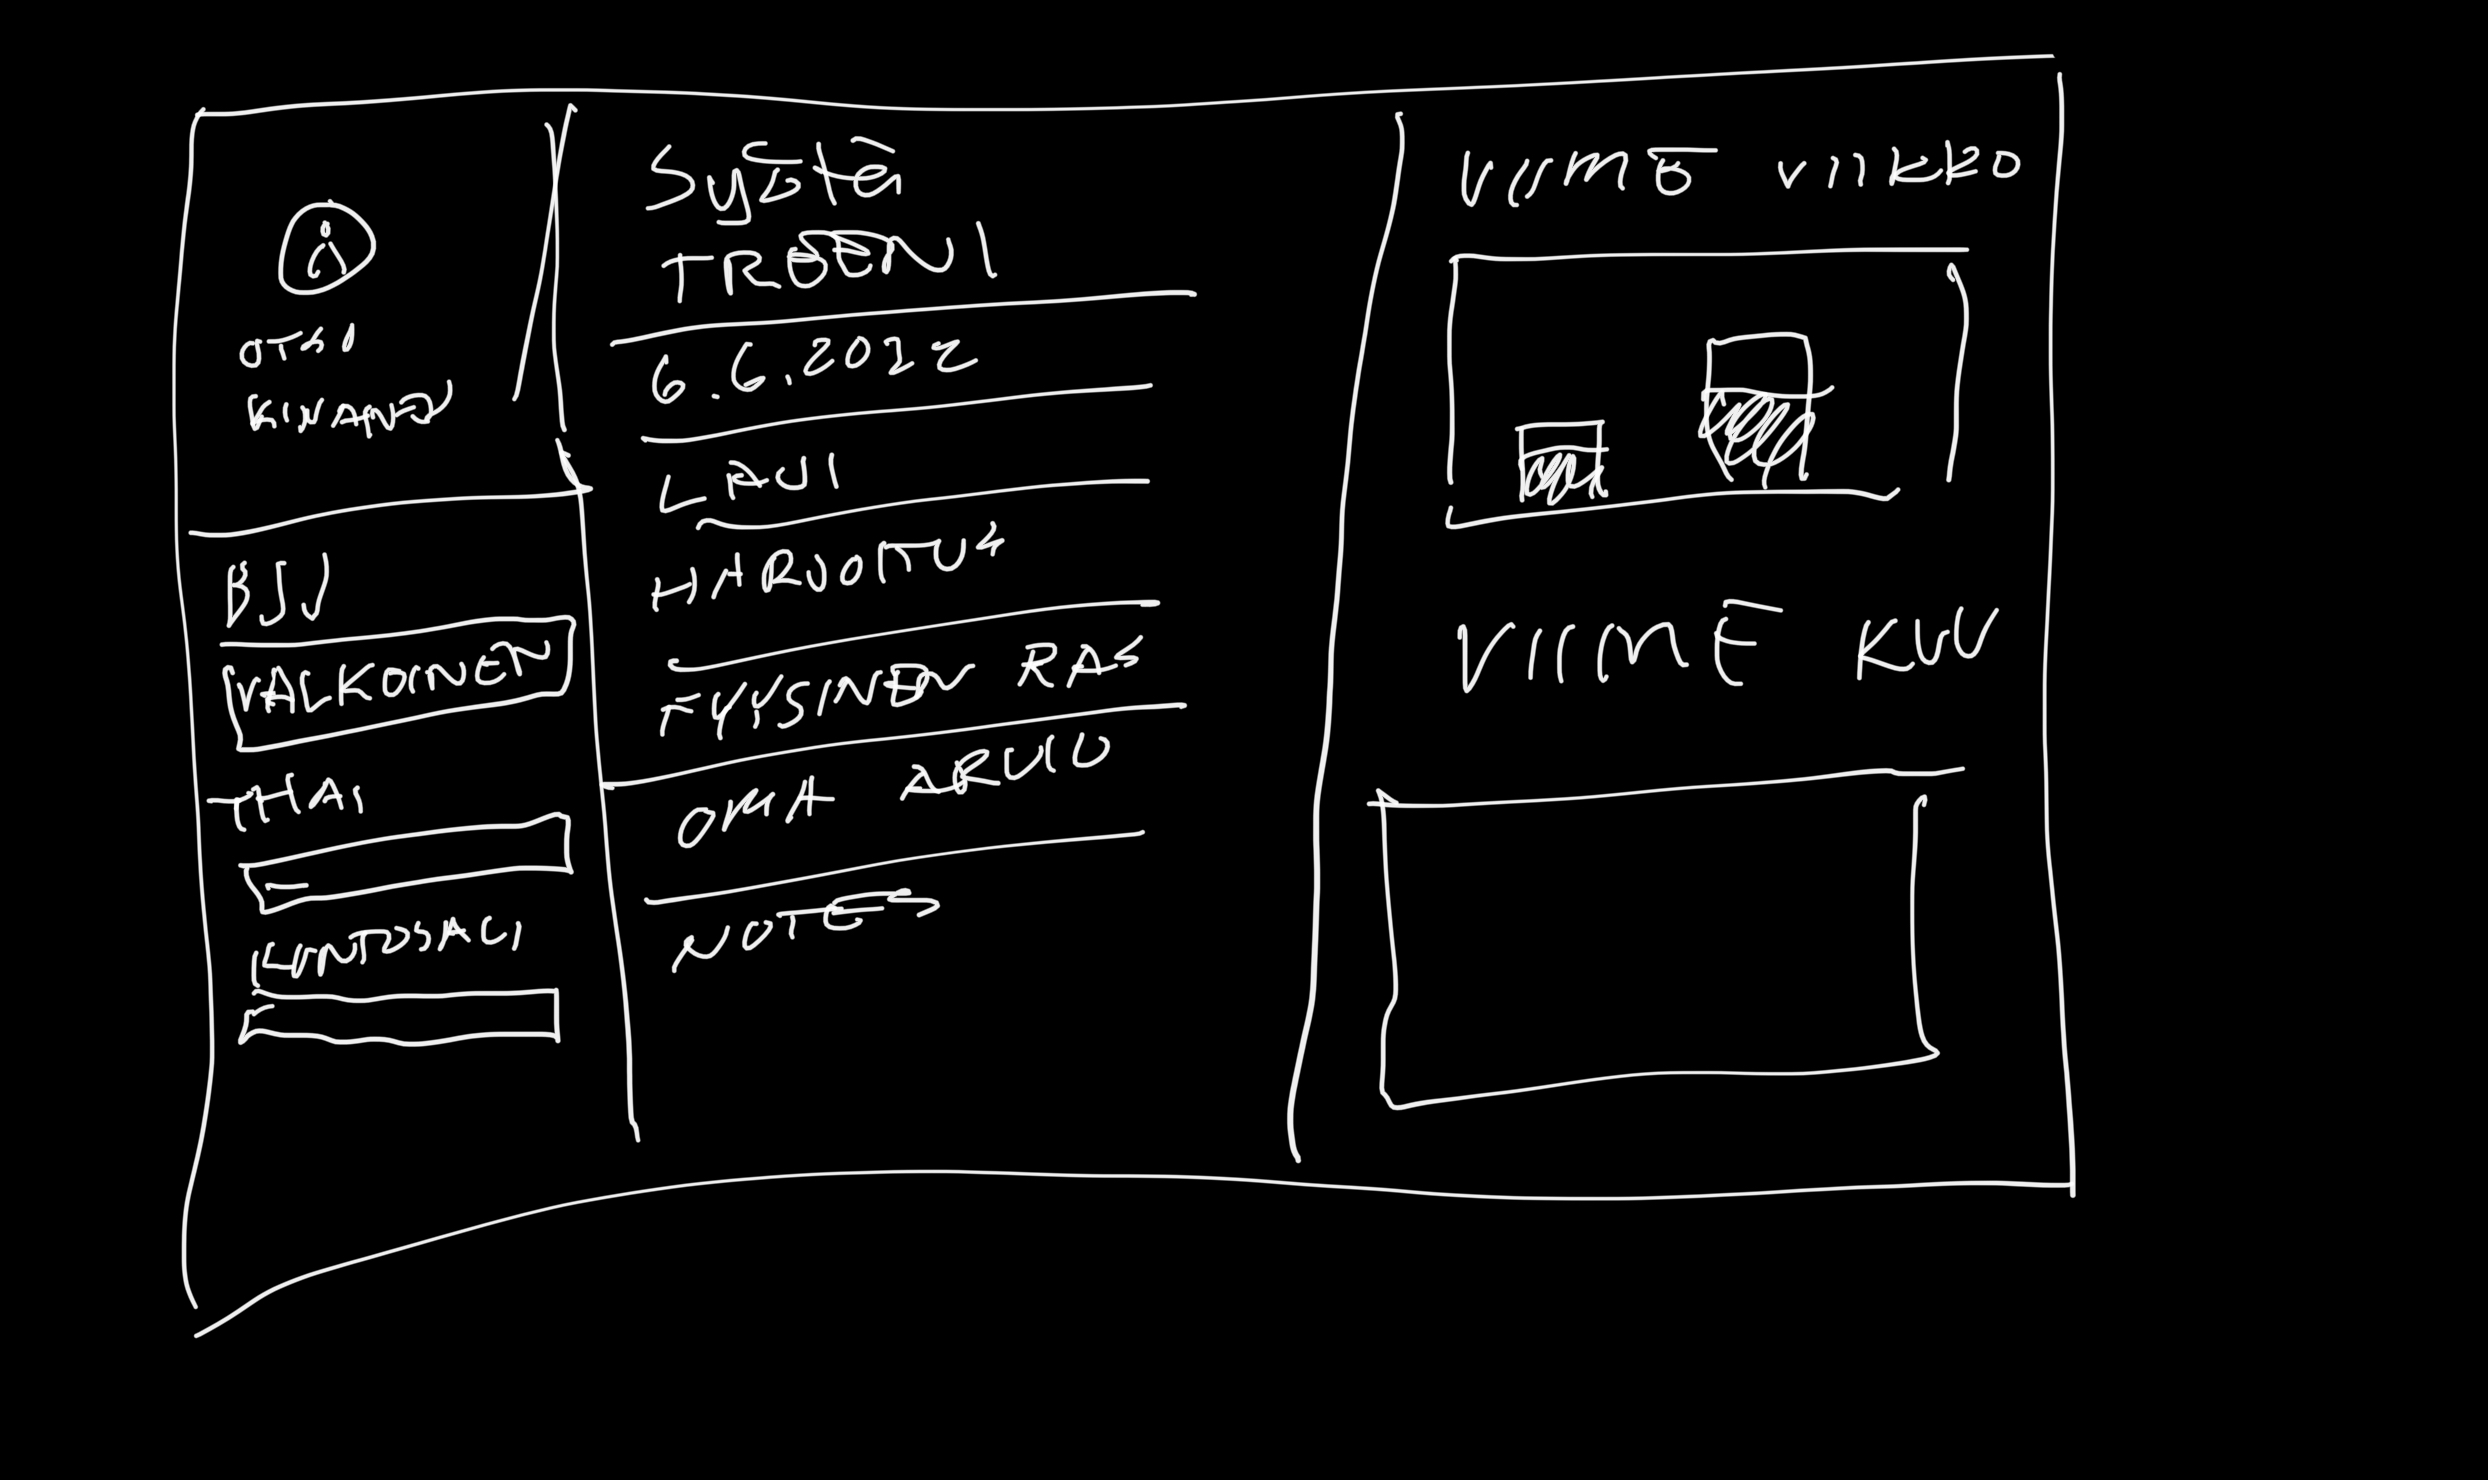 OTSO
BJJ
VALKOINEN
THAI
KUNTOSALI
Syötä
TREENI
6.6.2022
LAJI
HARJOITUS
FYYSINEN RAS
OMA ARVIO
NOTES
VIIME VIIKKO
VIIME KUU